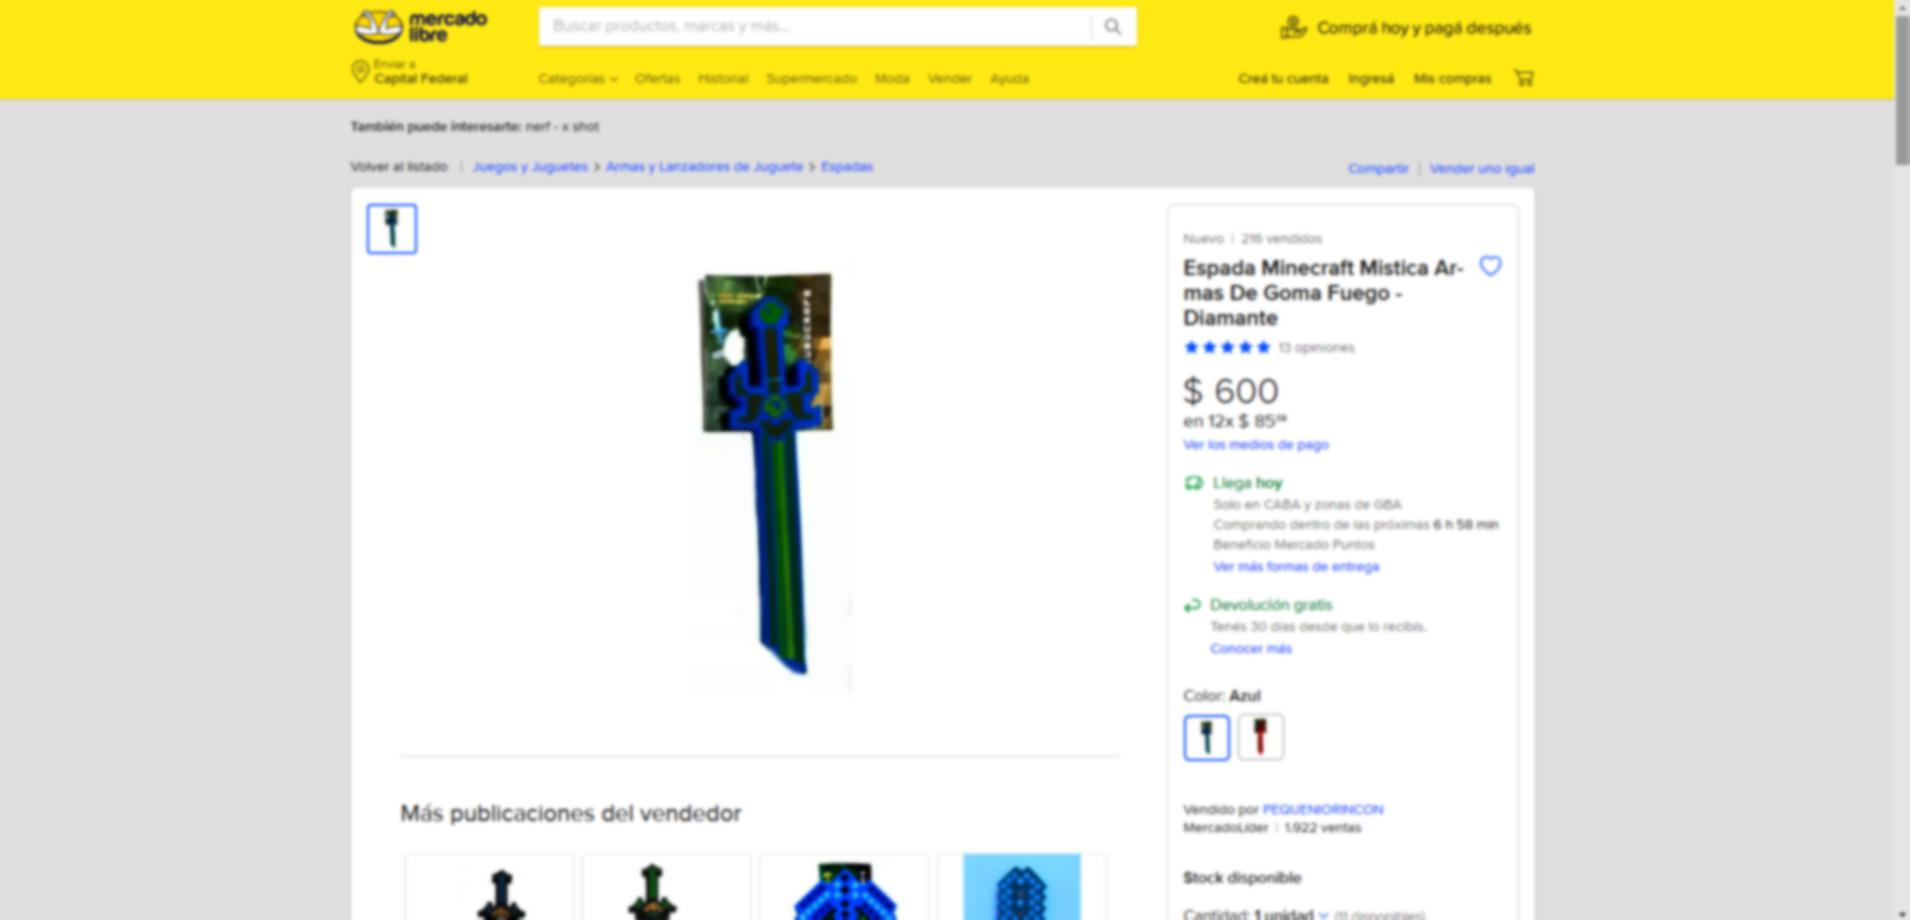 mercado
libre
Buscar productos, marcas y más...
Comprá hoy y pagá después
Enviar a
Capital Federal
Categorías Ofertas Historial Supermercado Moda Vender Ayuda
Creá tu cuenta Ingresá Mis compras
También puede interesarte: nerf - x shot
Volver al listado | Juegos y Juguetes > Armas y Lanzadores de Juguete > Espadas
Compartir | Vender uno igual
Nuevo | 216 vendidos
Espada Minecraft Mistica Ar-
mas De Goma Fuego -
Diamante
13 opiniones
$ 600
en 12x $ 85
Ver los medios de pago
Llega hoy
Solo en CABA y zonas de GBA
Comprando dentro de las próximas 6 h 58 min
Beneficio Mercado Puntos
Ver más formas de entrega
Devolución gratis
Tenés 30 días desde que lo recibís.
Conocer más
Color: Azul
Más publicaciones del vendedor
Vendido por PEQUENIORINCON
MercadoLíder | 1.922 ventas
Stock disponible
Cantidad: 1 unidad (11 disponibles)